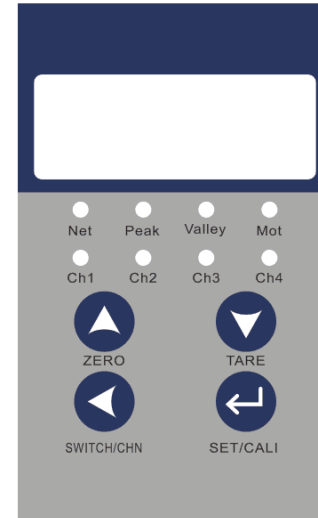 Net Peak Valley Mot
Ch1 Ch2 Ch3 Ch4
ZERO TARE
SWITCH/CHN SET/CALI